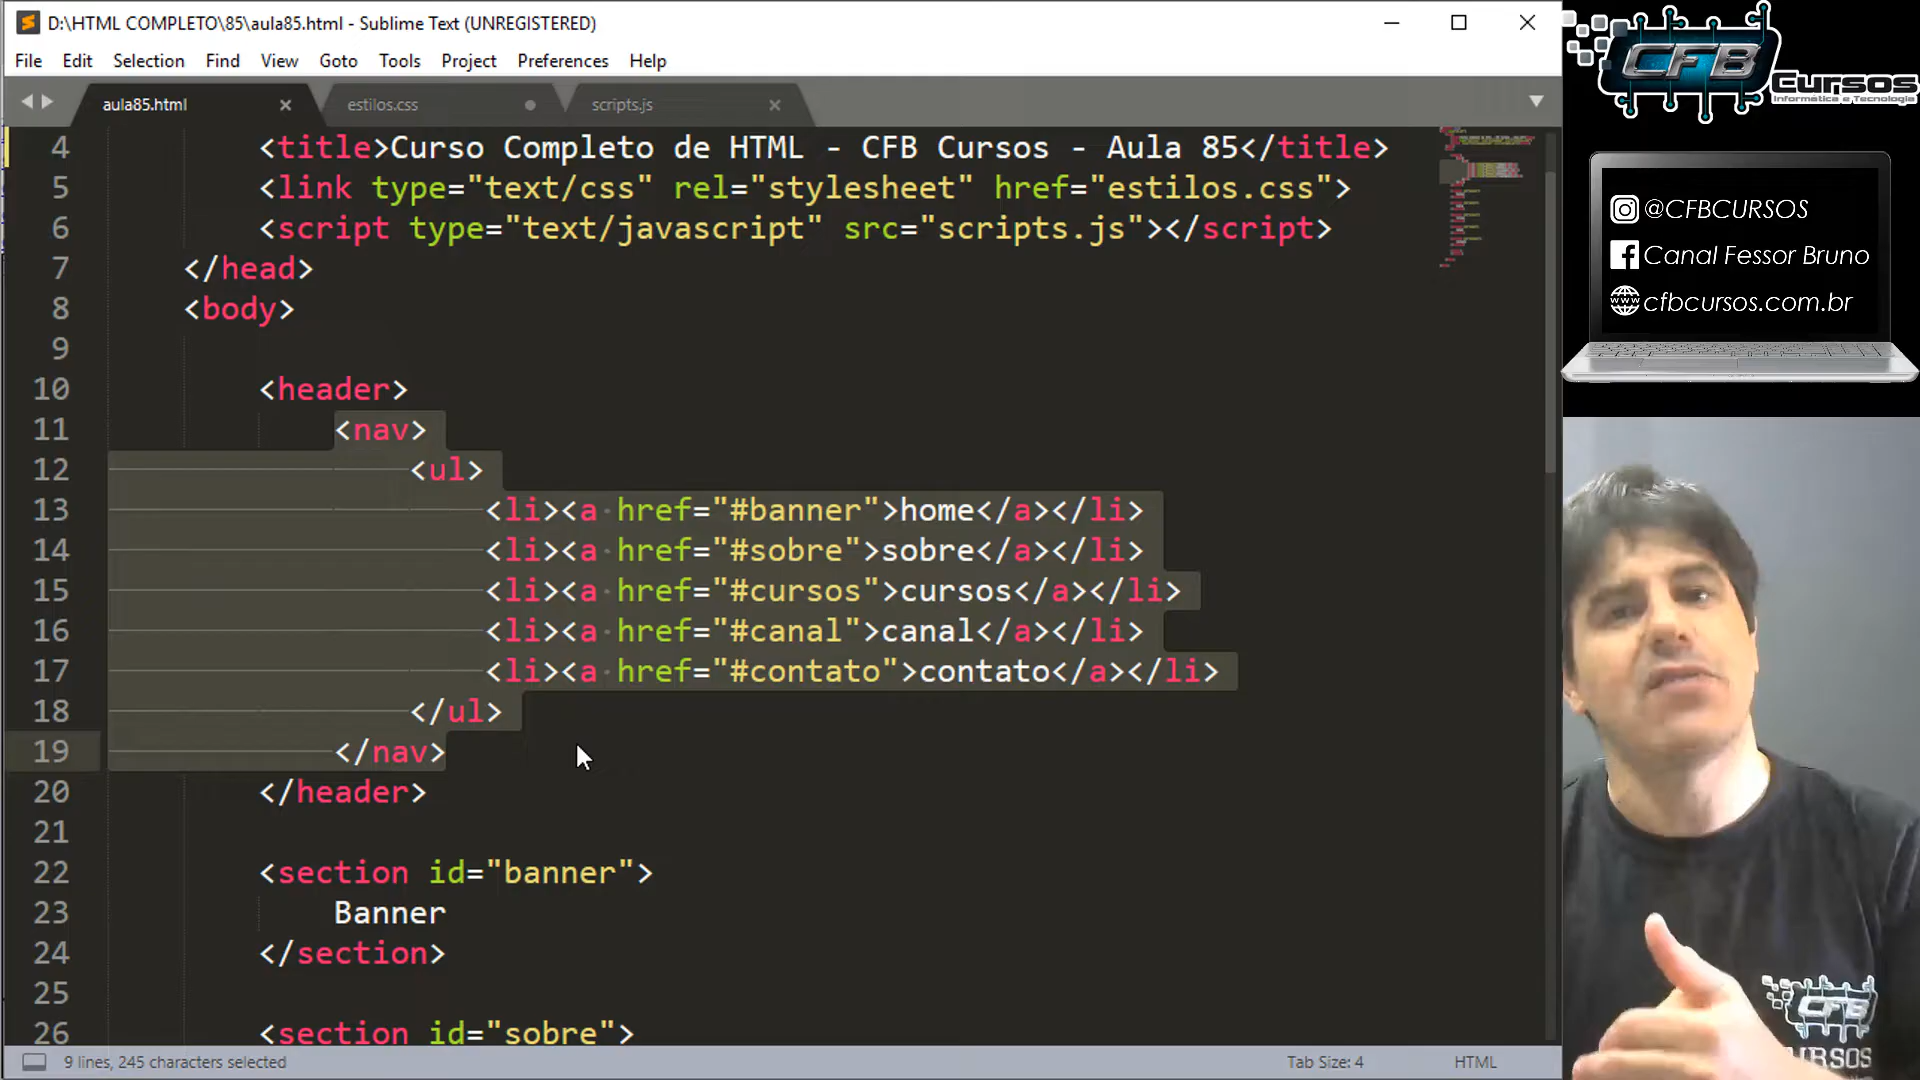 D:\HTML COMPLETO\85\aula85.html - Sublime Text (UNREGISTERED)
File Edit Selection Find View Goto Tools Project Preferences Help
aula85.html estilos.css scripts.js
4 <title>Curso Completo de HTML - CFB Cursos - Aula 85</title>
5 <link type="text/css" rel="stylesheet" href="estilos.css">
6 <script type="text/javascript" src="scripts.js"></script>
7 </head>
8 <body>
9
10 <header>
11 <nav>
12 <ul>
13 <li><a href="#banner">home</a></li>
14 <li><a href="#sobre">sobre</a></li>
15 <li><a href="#cursos">cursos</a></li>
16 <li><a href="#canal">canal</a></li>
17 <li><a href="#contato">contato</a></li>
18 </ul>
19 </nav>
20 </header>
21
22 <section id="banner">
23 Banner
24 </section>
25
26 <section id="sobre">
9 lines, 245 characters selected
Tab Size: 4 HTML
CFB Cursos
Informática e Tecnologia
@CFBCURSOS
Canal Fessor Bruno
www cfbcursos.com.br
CFB
CURSOS